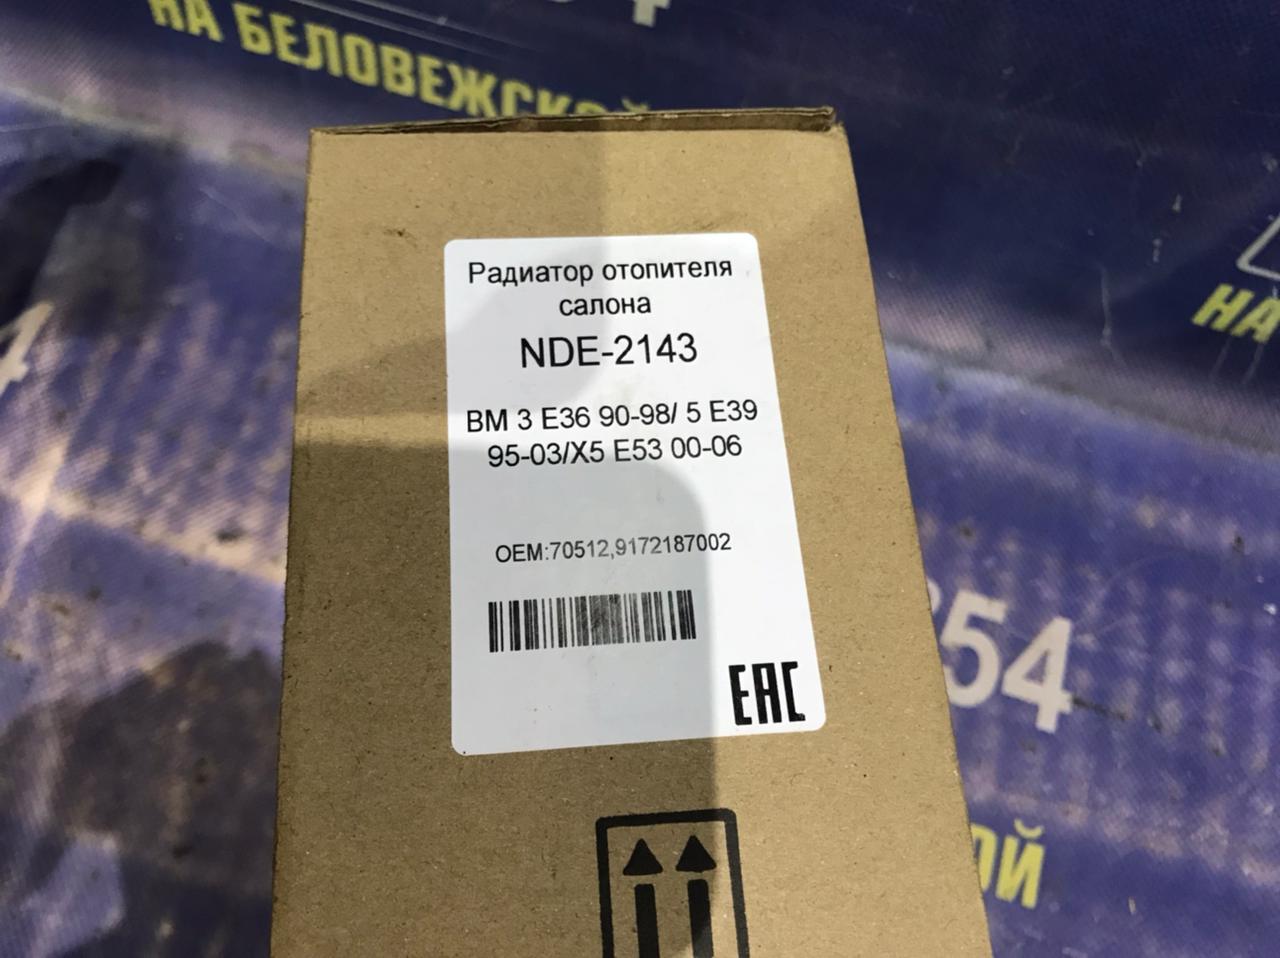 НА БЕЛОВЕЖСКОЙ
Радиатор отопителя
салона
NDE-2143
BM 3 E36 90-98/ 5 E39
95-03/X5 E53 00-06
OEM:70512,9172187002
EAC
НА
54
ОЙ